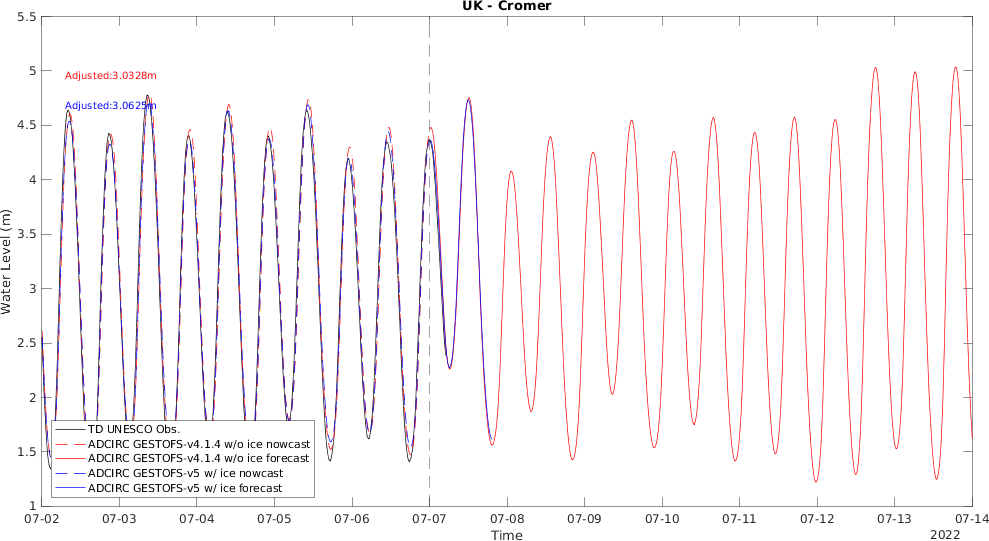 UK - Cromer
5.5
5
4.5
4
3.5
3
2.5
2
1.5
1
Water Level (m)
Adjusted:3.0328m
Adjusted:3.0625m
TD UNESCO Obs.
ADCIRC GESTOFS-v4.1.4 w/o ice nowcast
ADCIRC GESTOFS-v4.1.4 w/o ice forecast
ADCIRC GESTOFS-v5 w/ ice nowcast
ADCIRC GESTOFS-v5 w/ ice forecast
07-02 07-03 07-04 07-05 07-06 07-07 07-08 07-09 07-10 07-11 07-12 07-13 07-14
Time
2022